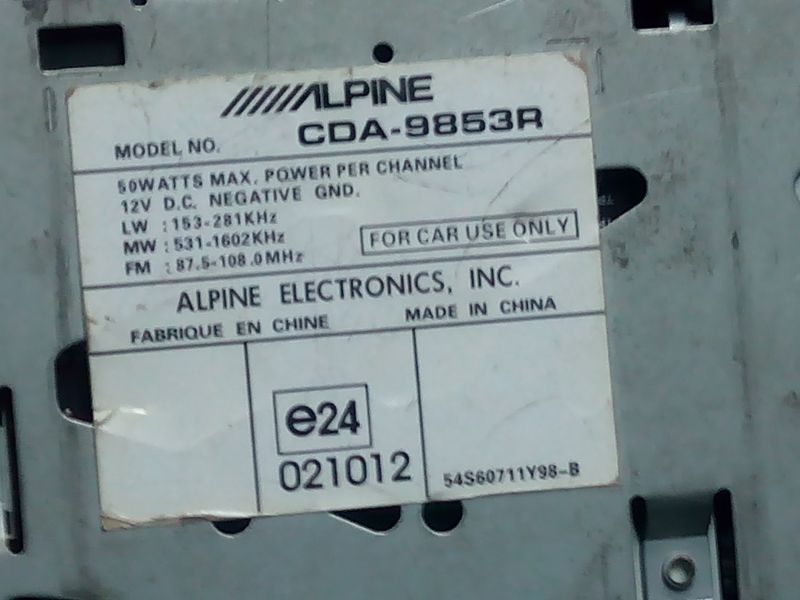 ALPINE
MODEL NO. CDA-9853R
50WATTS MAX. POWER PER CHANNEL
12V D.C. NEGATIVE GND.
LW : 153-281KHz
MW : 531-1602KHz
FM : 87.5-108.0MHz
FOR CAR USE ONLY
ALPINE ELECTRONICS, INC.
FABRIQUE EN CHINE MADE IN CHINA
e24
021012
54S60711Y98-B